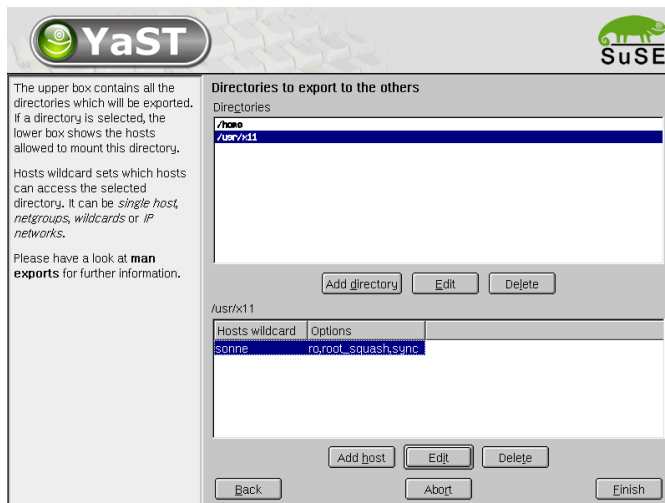 YaST
SuSE
The upper box contains all the
directories which will be exported.
If a directory is selected, the
lower box shows the hosts
allowed to mount this directory.
Hosts wildcard sets which hosts
can access the selected
directory. It can be single host,
netgroups, wildcards or IP
networks.
Please have a look at man
exports for further information.
Directories to export to the others
Directories
/home
/usr/x11
Add directory Edit Delete
/usr/x11
Hosts wildcard Options
sonne ro,root_squash,sync
Add host Edit Delete
Back Abort Finish